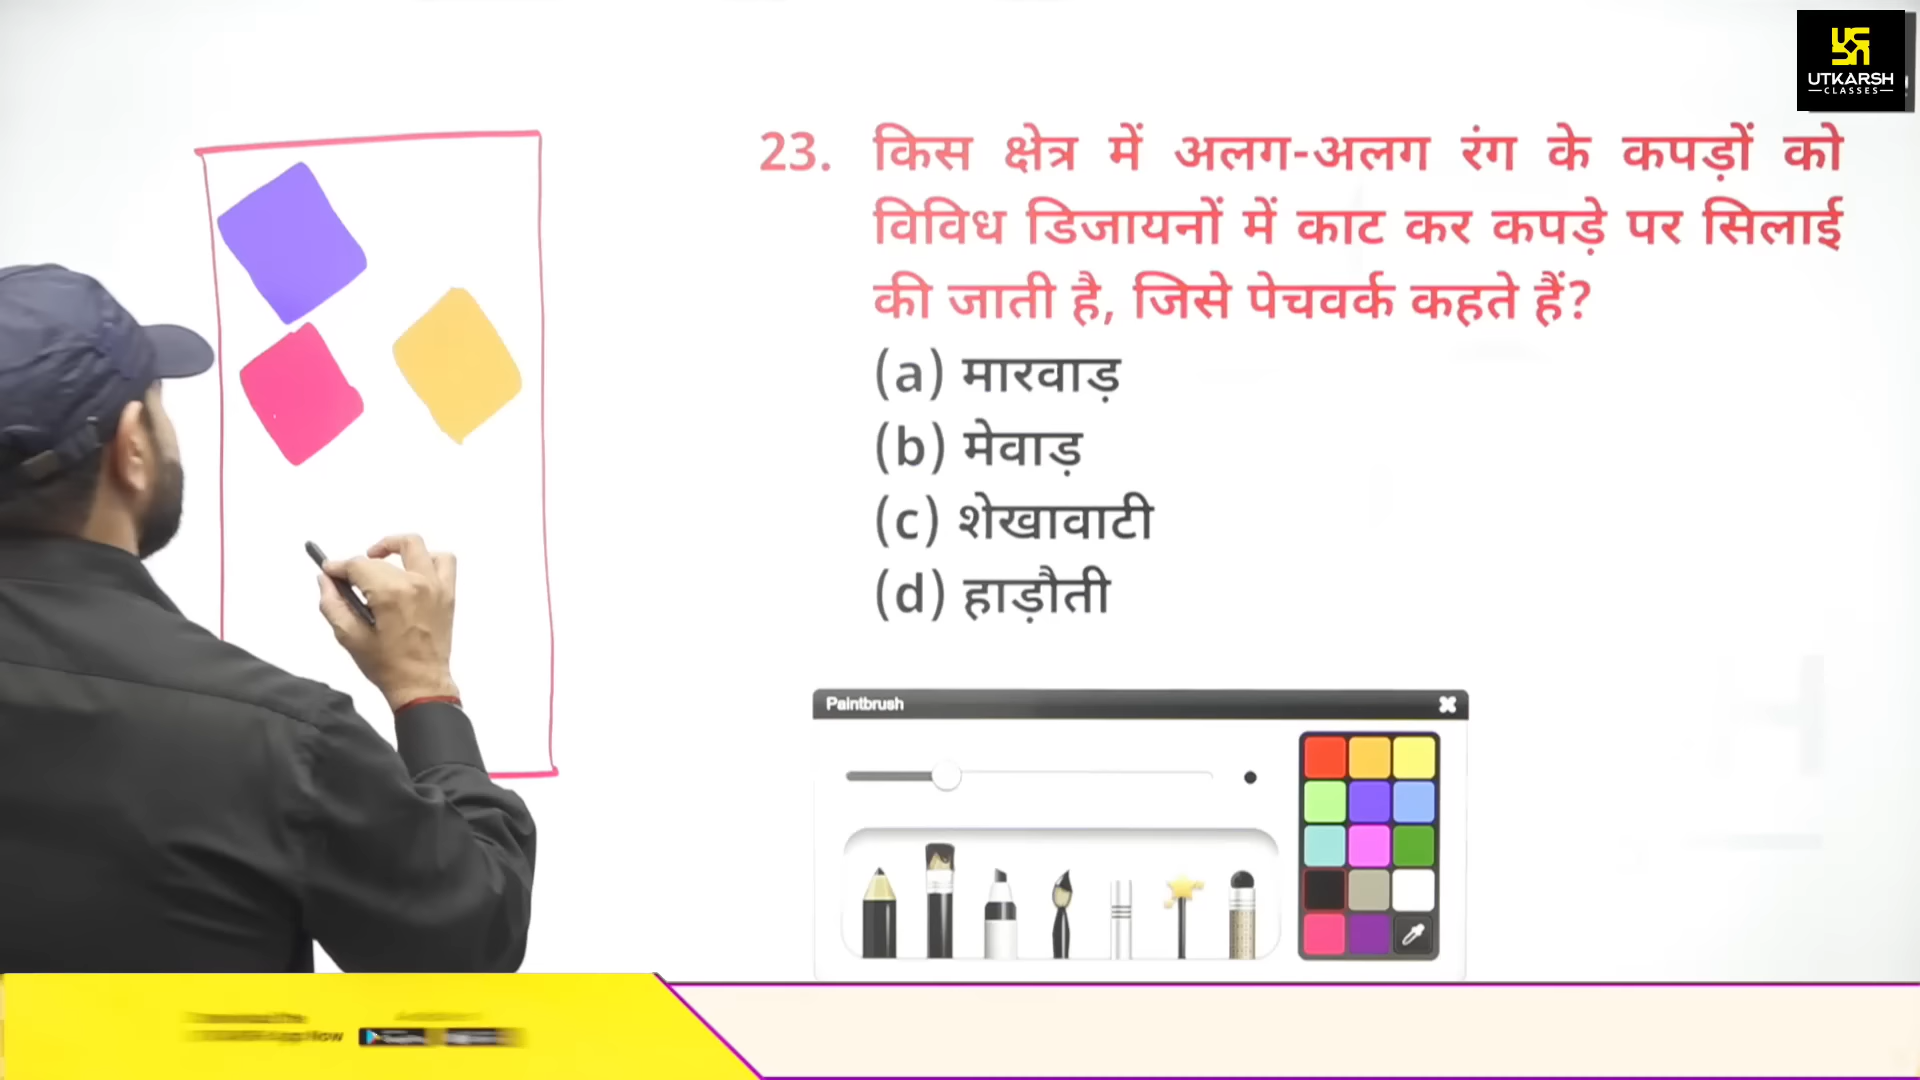 UTKARSH
CLASSES
23. किस क्षेत्र में अलग-अलग रंग के कपड़ों को
विविध डिजायनों में काट कर कपड़े पर सिलाई
की जाती है, जिसे पेचवर्क कहते हैं?
(a) मारवाड़
(b) मेवाड़
(c) शेखावाटी
(d) हाड़ौती
Paintbrush